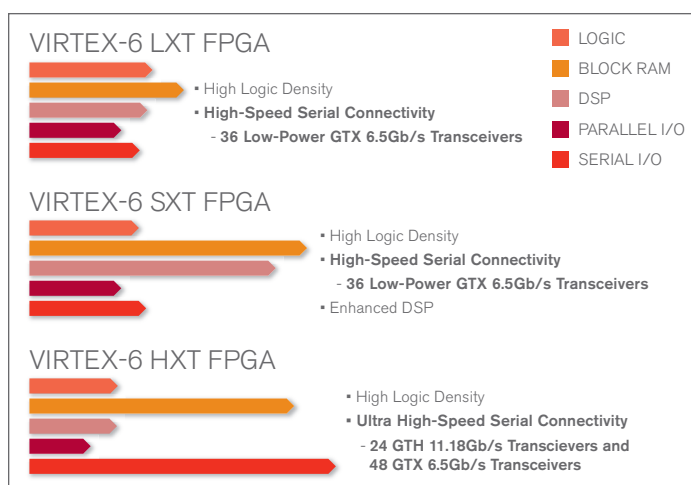 VIRTEX-6 LXT FPGA
▪ High Logic Density
▪ High-Speed Serial Connectivity
- 36 Low-Power GTX 6.5Gb/s Transceivers
LOGIC
BLOCK RAM
DSP
PARALLEL I/O
SERIAL I/O
VIRTEX-6 SXT FPGA
▪ High Logic Density
▪ High-Speed Serial Connectivity
- 36 Low-Power GTX 6.5Gb/s Transceivers
▪ Enhanced DSP
VIRTEX-6 HXT FPGA
▪ High Logic Density
▪ Ultra High-Speed Serial Connectivity
- 24 GTH 11.18Gb/s Transcievers and
48 GTX 6.5Gb/s Transceivers